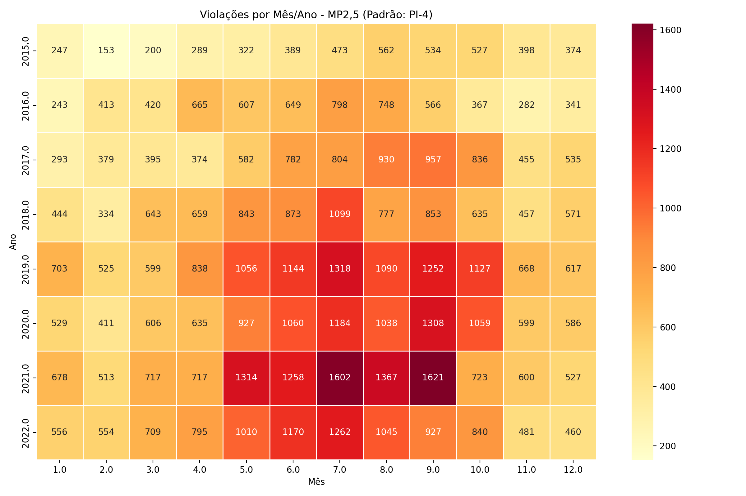 Violações por Mês/Ano - MP2,5 (Padrão: PI-4)
2015.0 247 153 200 289 322 389 473 562 534 527 398 374
2016.0 243 413 420 665 607 649 798 748 566 367 282 341
2017.0 293 379 395 374 582 782 804 930 957 836 455 535
2018.0 444 334 643 659 843 873 1099 777 853 635 457 571
2019.0 703 525 599 838 1056 1144 1318 1090 1252 1127 668 617
2020.0 529 411 606 635 927 1060 1184 1038 1308 1059 599 586
2021.0 678 513 717 717 1314 1258 1602 1367 1621 723 600 527
2022.0 556 554 709 795 1010 1170 1262 1045 927 840 481 460
1.0 2.0 3.0 4.0 5.0 6.0 7.0 8.0 9.0 10.0 11.0 12.0
Mês
Ano
1600
1400
1200
1000
800
600
400
200